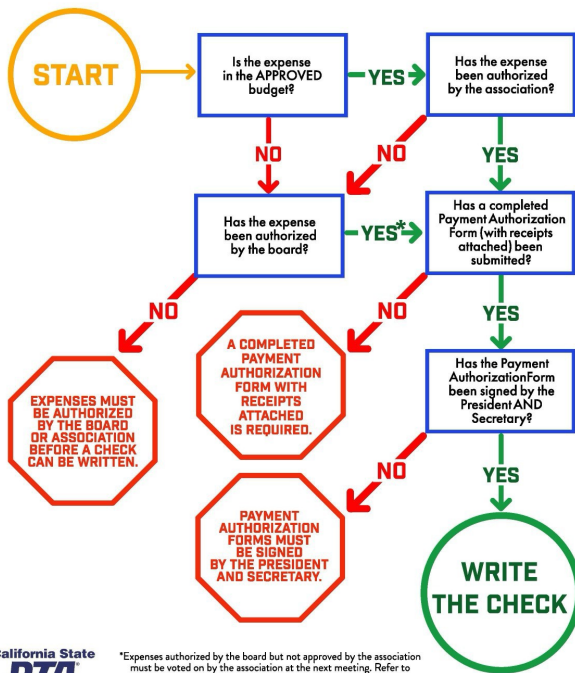 START
Is the expense
in the APPROVED
budget?
YES
Has the expense
been authorized
by the association?
NO
NO
YES
Has the expense
been authorized
by the board?
YES*
Has a completed
Payment Authorization
Form (with receipts
attached) been
submitted?
NO
NO
YES
EXPENSES MUST
BE AUTHORIZED
BY THE BOARD
OR ASSOCIATION
BEFORE A CHECK
CAN BE WRITTEN.
A COMPLETED
PAYMENT
AUTHORIZATION
FORM WITH
RECEIPTS
ATTACHED
IS REQUIRED.
Has the Payment
AuthorizationForm
been signed by the
President AND
Secretary?
NO
YES
PAYMENT
AUTHORIZATION
FORMS MUST
BE SIGNED
BY THE PRESIDENT
AND SECRETARY.
WRITE
THE CHECK
California State
PTA®
*Expenses authorized by the board but not approved by the association
must be voted on by the association at the next meeting. Refer to